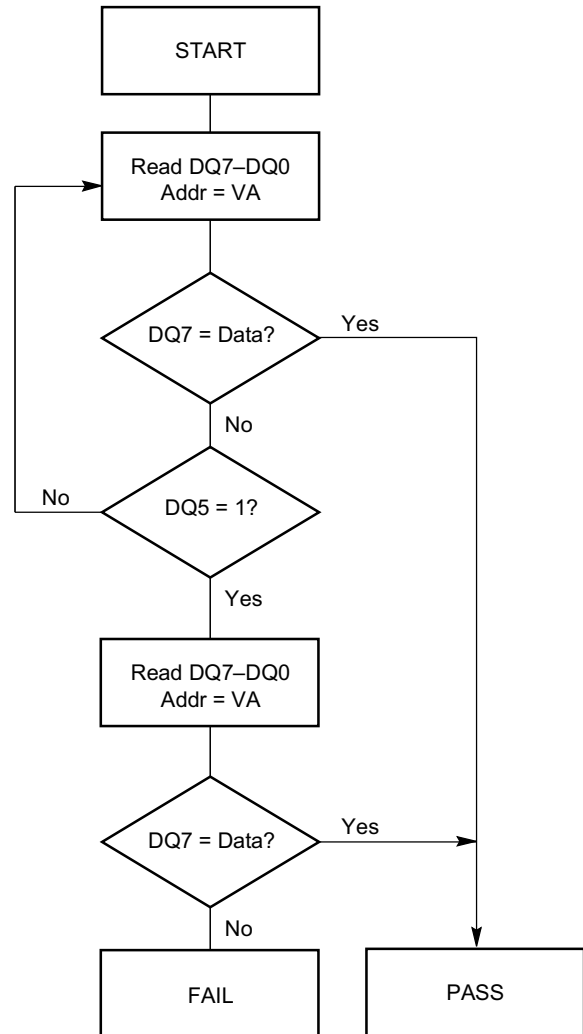 START
Read DQ7–DQ0
Addr = VA
DQ7 = Data?
Yes
No
No
DQ5 = 1?
Yes
Read DQ7–DQ0
Addr = VA
DQ7 = Data?
Yes
No
FAIL
PASS